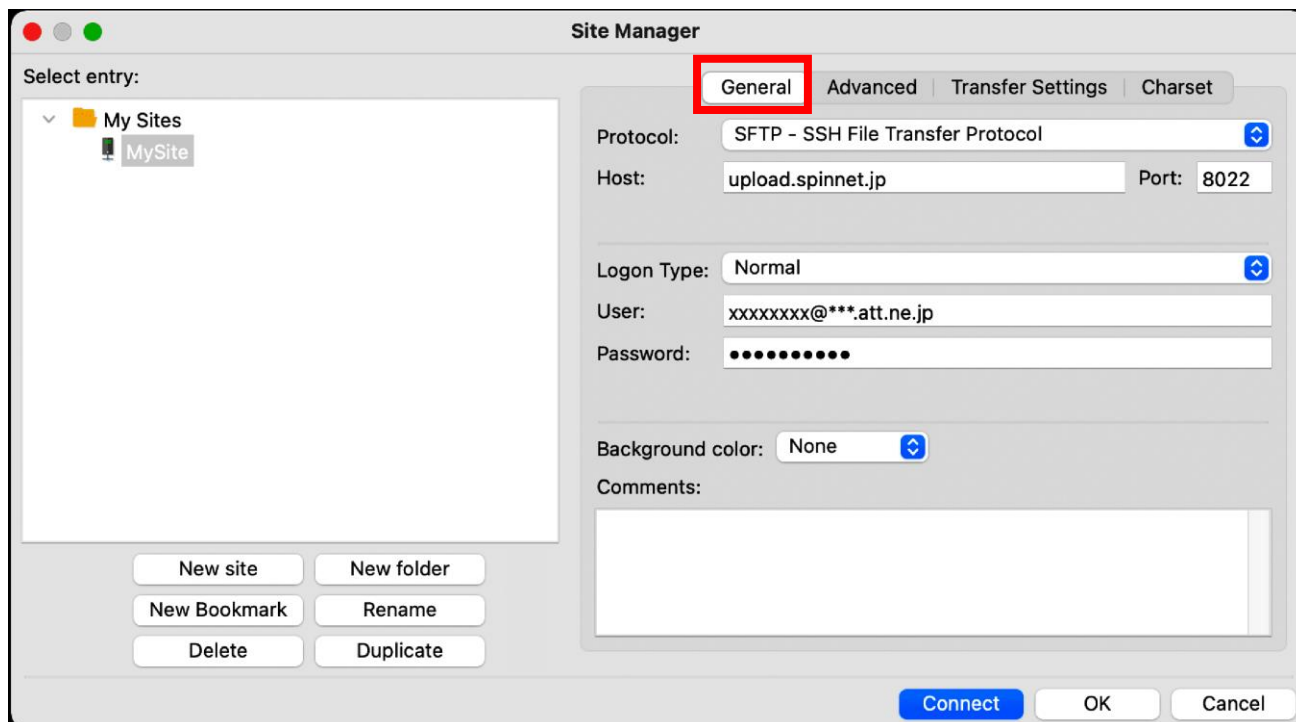 Site Manager
Select entry:
My Sites
MySite
General Advanced Transfer Settings Charset
Protocol: SFTP - SSH File Transfer Protocol
Host: upload.spinnet.jp Port: 8022
Logon Type: Normal
User: xxxxxxxx@***.att.ne.jp
Password: ●●●●●●●●●●
Background color: None
Comments:
New site New folder
New Bookmark Rename
Delete Duplicate
Connect OK Cancel